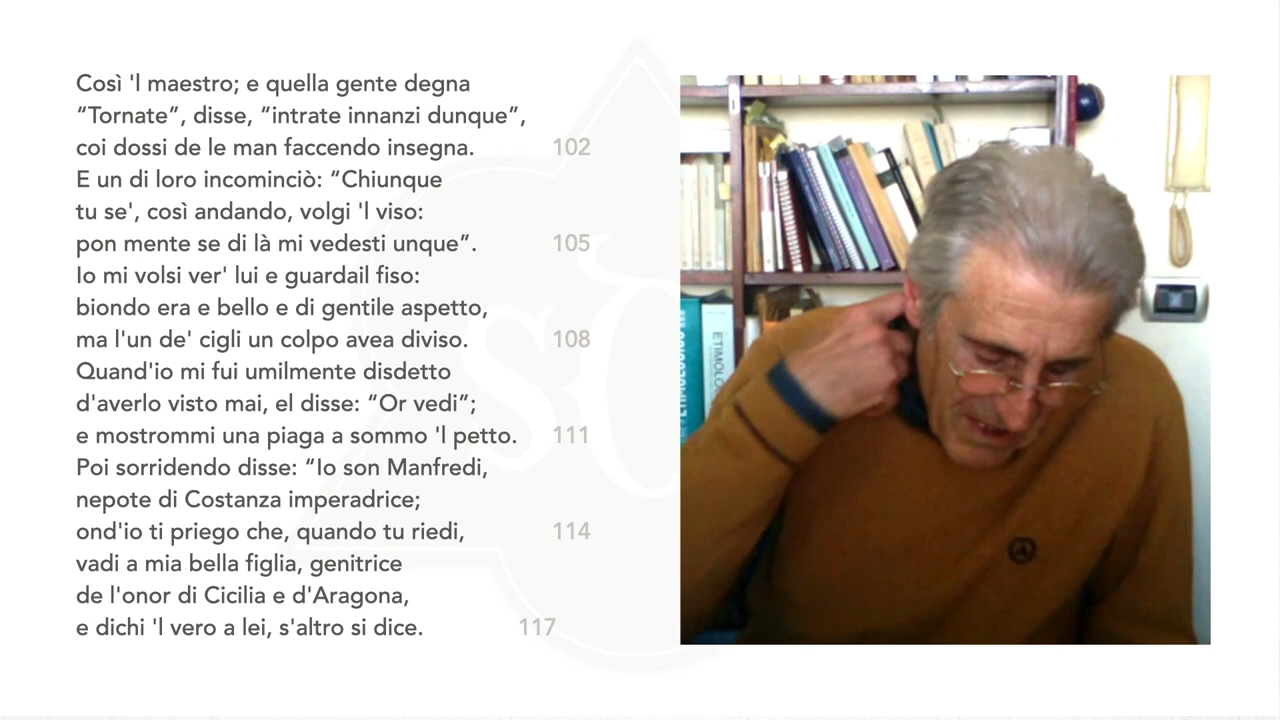 Così 'l maestro; e quella gente degna
“Tornate”, disse, “intrate innanzi dunque”,
coi dossi de le man faccendo insegna. 102
E un di loro incominciò: “Chiunque
tu se', così andando, volgi 'l viso:
pon mente se di là mi vedesti unque”. 105
Io mi volsi ver' lui e guardail fiso:
biondo era e bello e di gentile aspetto,
ma l'un de' cigli un colpo avea diviso. 108
Quand'io mi fui umilmente disdetto
d'averlo visto mai, el disse: “Or vedi”;
e mostrommi una piaga a sommo 'l petto. 111
Poi sorridendo disse: “Io son Manfredi,
nepote di Costanza imperadrice;
ond'io ti priego che, quando tu riedi, 114
vadi a mia bella figlia, genitrice
de l'onor di Cicilia e d'Aragona,
e dichi 'l vero a lei, s'altro si dice. 117